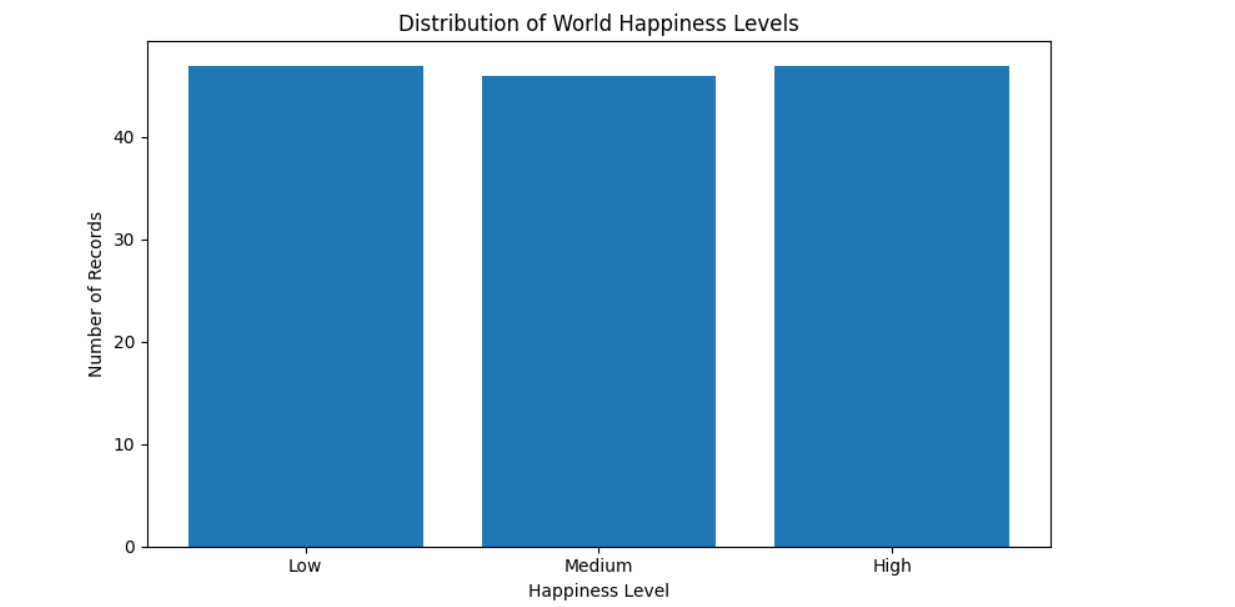 Distribution of World Happiness Levels
Number of Records
40
30
20
10
0
Low Medium High
Happiness Level